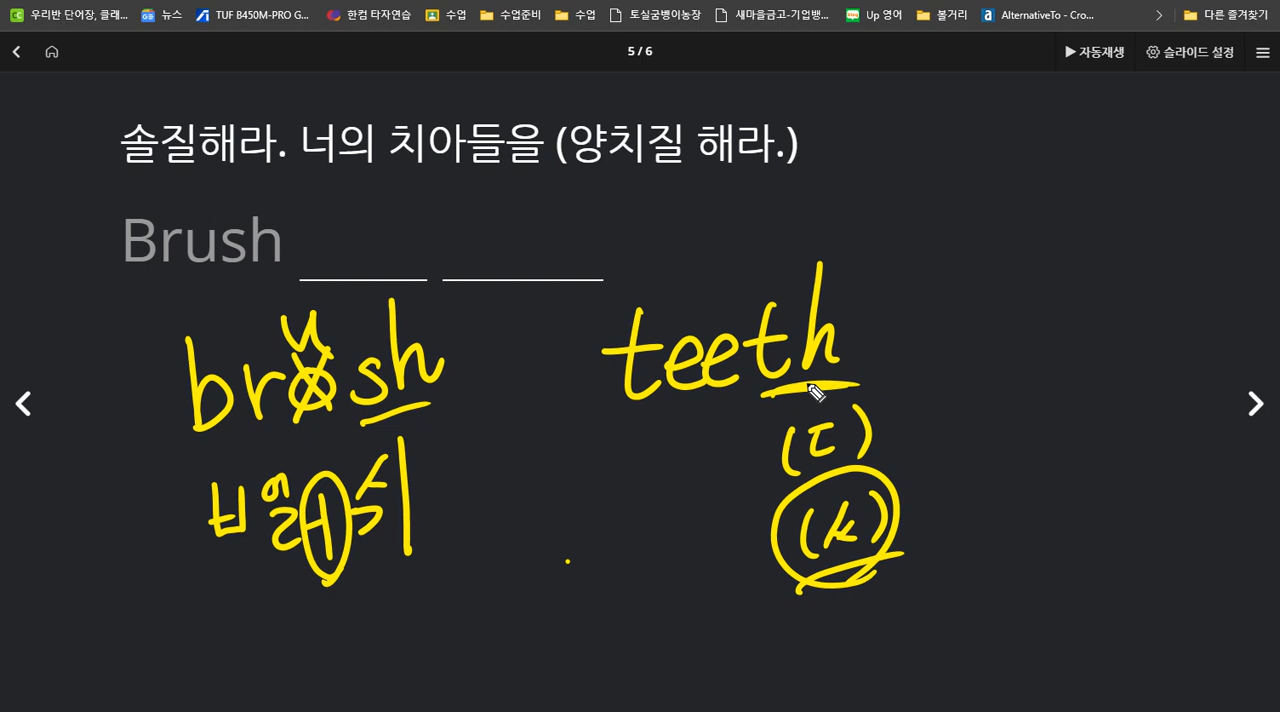 우리반 단어장, 클래... 뉴스 TUF B450M-PRO G... 한컴 타자연습 수업 수업준비 수업 토실굼벵이농장 새마을금고-기업뱅... Up 영어 볼거리 AlternativeTo - Cro... 다른 즐겨찾기
5 / 6 자동재생 슬라이드 설정
솔질해라. 너의 치아들을 (양치질 해라.)
Brush
u
brosh teeth
(ㄷ)